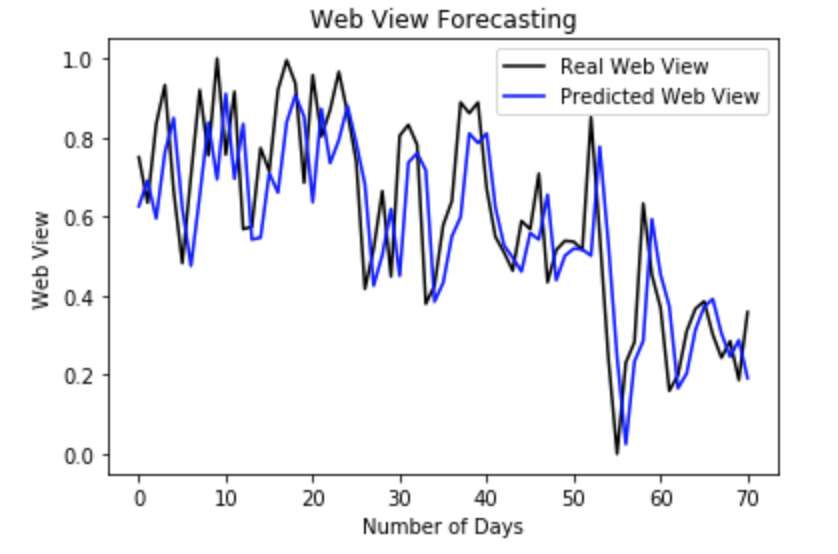 Web View Forecasting
Real Web View
Predicted Web View
Web View
1.0
0.8
0.6
0.4
0.2
0.0
0 10 20 30 40 50 60 70
Number of Days